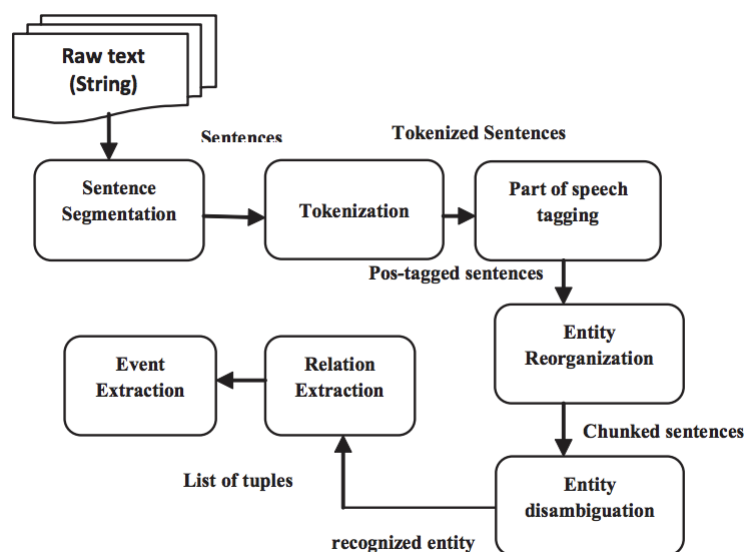 Raw text
(String)
Sentences
Tokenized Sentences
Sentence
Segmentation
Tokenization
Part of speech
tagging
Pos-tagged sentences
Entity
Reorganization
Chunked sentences
Entity
disambiguation
recognized entity
List of tuples
Relation
Extraction
Event
Extraction